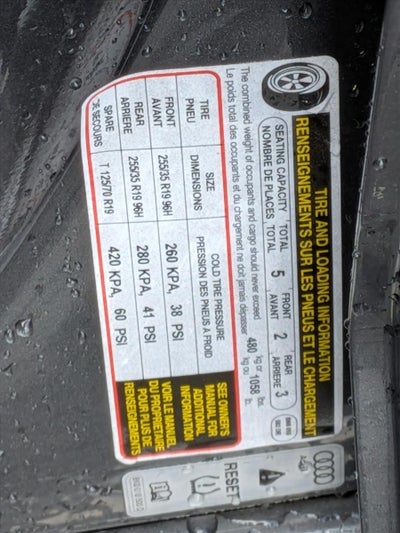 TIRE AND LOADING INFORMATION
RENSEIGNEMENTS SUR LES PNEUS ET LE CHARGEMENT
SEATING CAPACITY TOTAL 5 FRONT 2 REAR 3
NOMBRE DE PLACES TOTAL AVANT ARRIÈRE
The combined weight of occupants and cargo should never exceed 480 kg or 1058 lbs.
Le poids total des occupants et du chargement ne doit jamais dépasser kg ou lb.
TIRE SIZE COLD TIRE PRESSURE
PNEU DIMENSIONS PRESSION DES PNEUS À FROID
FRONT 255/35 R19 96H 260 KPA, 38 PSI
AVANT
REAR 255/35 R19 96H 280 KPA, 41 PSI
ARRIERE
SPARE T 125/70 R19 420 KPA, 60 PSI
DE SECOURS
SEE OWNER'S
MANUAL FOR
ADDITIONAL
INFORMATION
VOIR LE MANUEL
DU PROPRIÉTAIRE
POUR PLUS DE
RENSEIGNEMENTS
RESET